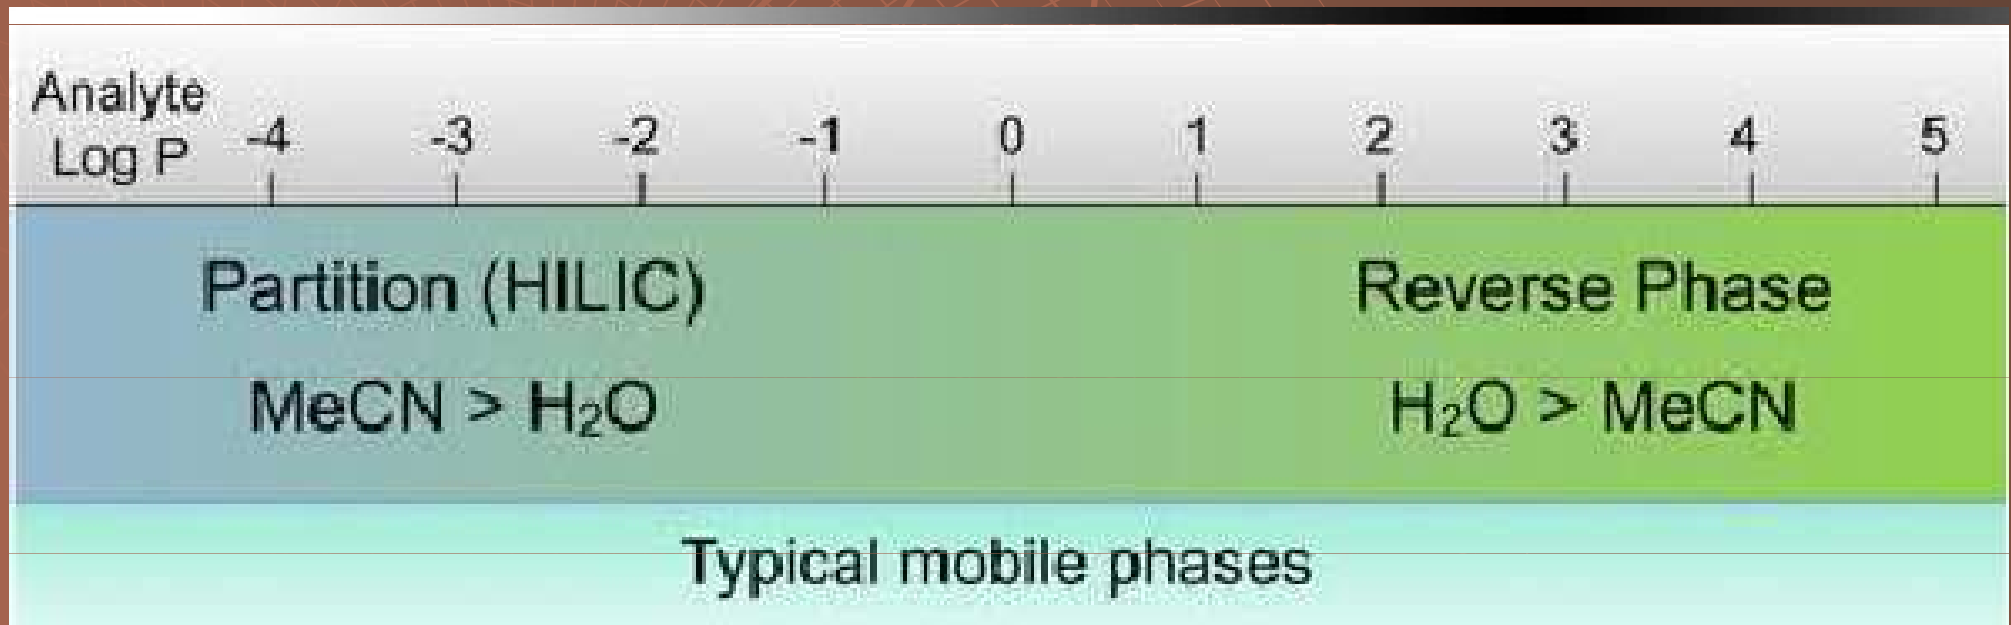 Analyte
Log P -4 -3 -2 -1 0 1 2 3 4 5
Partition (HILIC) Reverse Phase
MeCN > H₂O H₂O > MeCN
Typical mobile phases